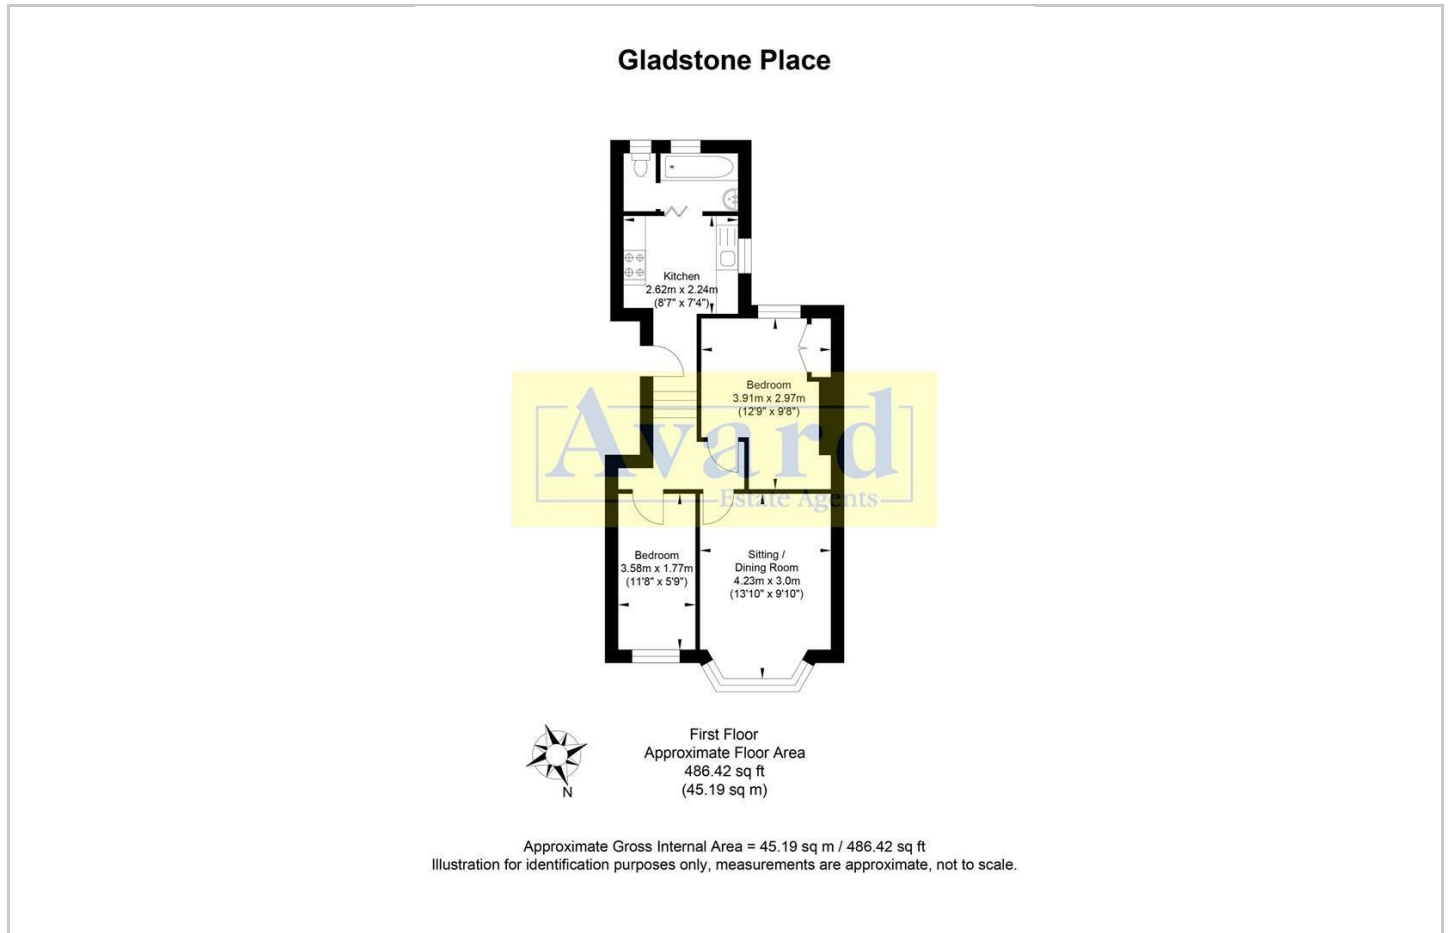 Gladstone Place
Kitchen
2.62m x 2.24m
(8'7" x 7'4")
Bedroom
3.91m x 2.97m
(12'9" x 9'8")
Avard
Estate Agents
Bedroom
3.58m x 1.77m
(11'8" x 5'9")
Sitting /
Dining Room
4.23m x 3.0m
(13'10" x 9'10")
N
First Floor
Approximate Floor Area
486.42 sq ft
(45.19 sq m)
Approximate Gross Internal Area = 45.19 sq m / 486.42 sq ft
Illustration for identification purposes only, measurements are approximate, not to scale.